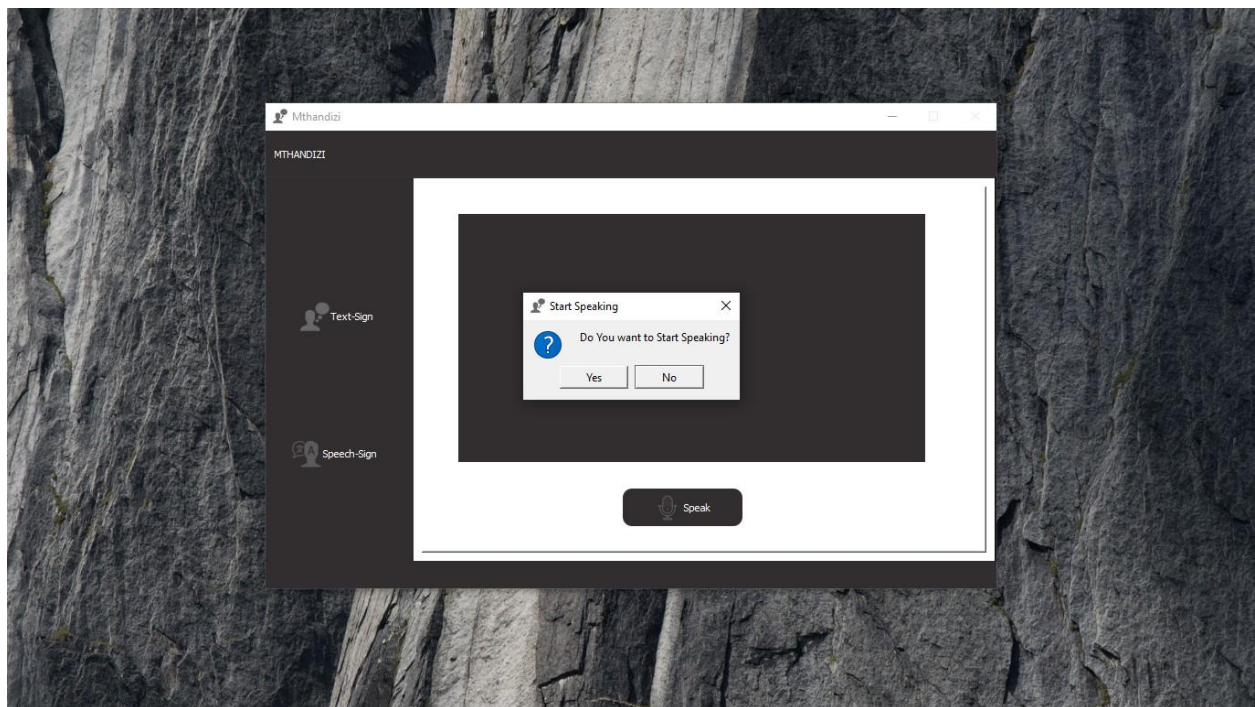 Mthandizi
MTHANDIZI
Text-Sign
Speech-Sign
Start Speaking
Do You want to Start Speaking?
Yes No
Speak